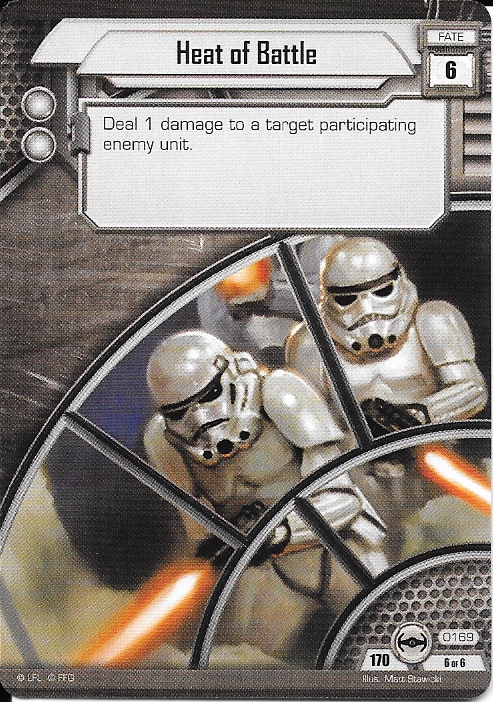 Heat of Battle
FATE
6
Deal 1 damage to a target participating
enemy unit.
0169
170
6 OF 6
© LFL © FFG
Illus. Matt Stawicki